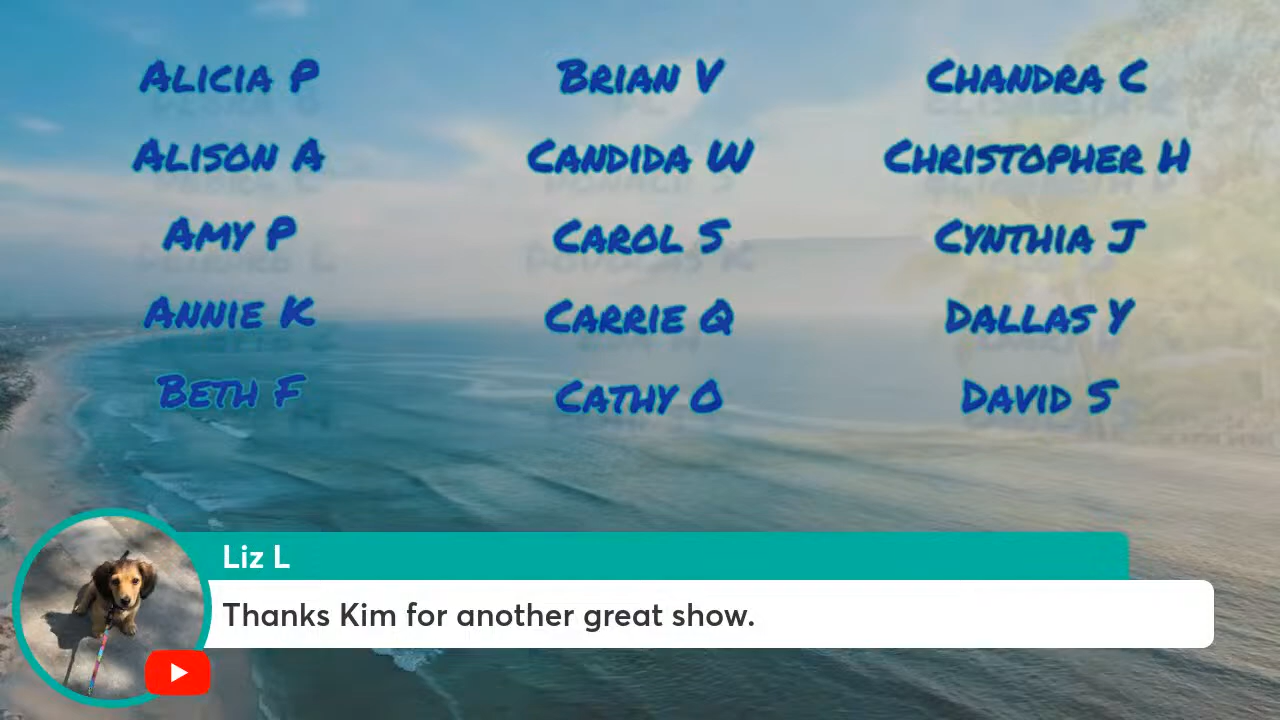 Alicia P Brian V Chandra C
Alison A Candida W Christopher H
Amy P Carol S Cynthia J
Annie K Carrie Q Dallas Y
Beth F Cathy O David S
Liz L
Thanks Kim for another great show.